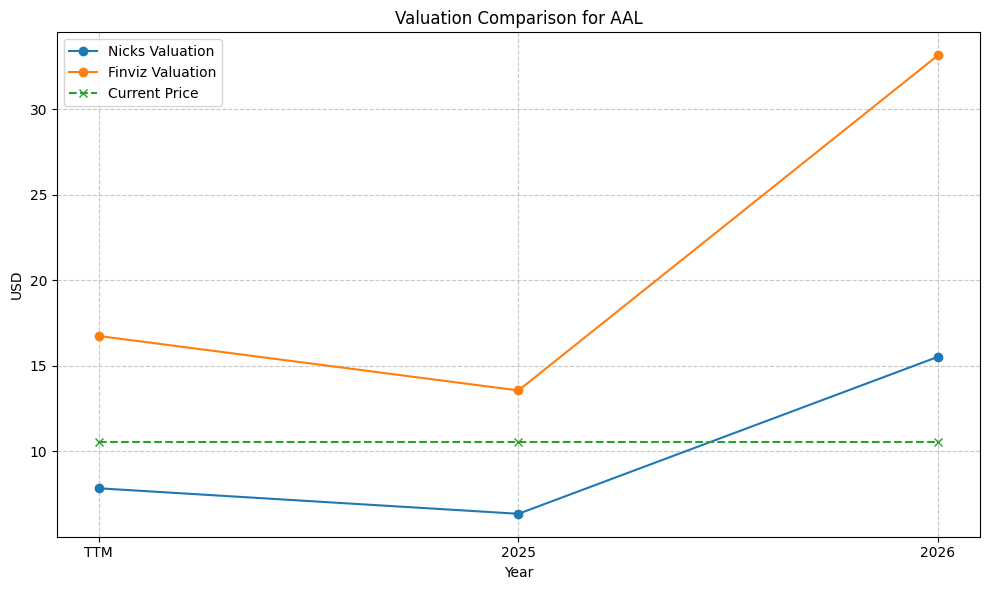 Valuation Comparison for AAL
Nicks Valuation
Finviz Valuation
Current Price
30
25
20
15
10
USD
TTM
2025
2026
Year